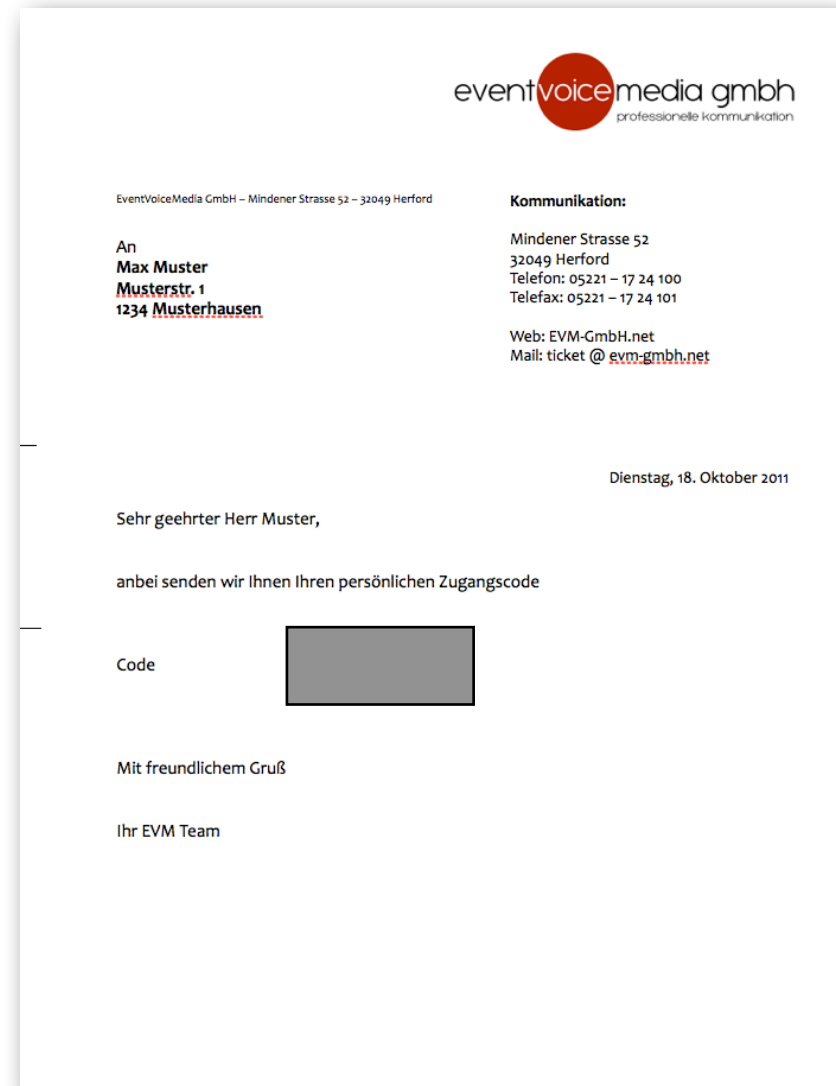 eventvoicemedia gmbh
professionelle kommunikation
EventVoiceMedia GmbH – Mindener Strasse 52 – 32049 Herford
An
Max Muster
Musterstr. 1
1234 Musterhausen
Kommunikation:
Mindener Strasse 52
32049 Herford
Telefon: 05221 – 17 24 100
Telefax: 05221 – 17 24 101
Web: EVM-GmbH.net
Mail: ticket @ evm-gmbh.net
Dienstag, 18. Oktober 2011
Sehr geehrter Herr Muster,
anbei senden wir Ihnen Ihren persönlichen Zugangscode
Code
Mit freundlichem Gruß
Ihr EVM Team